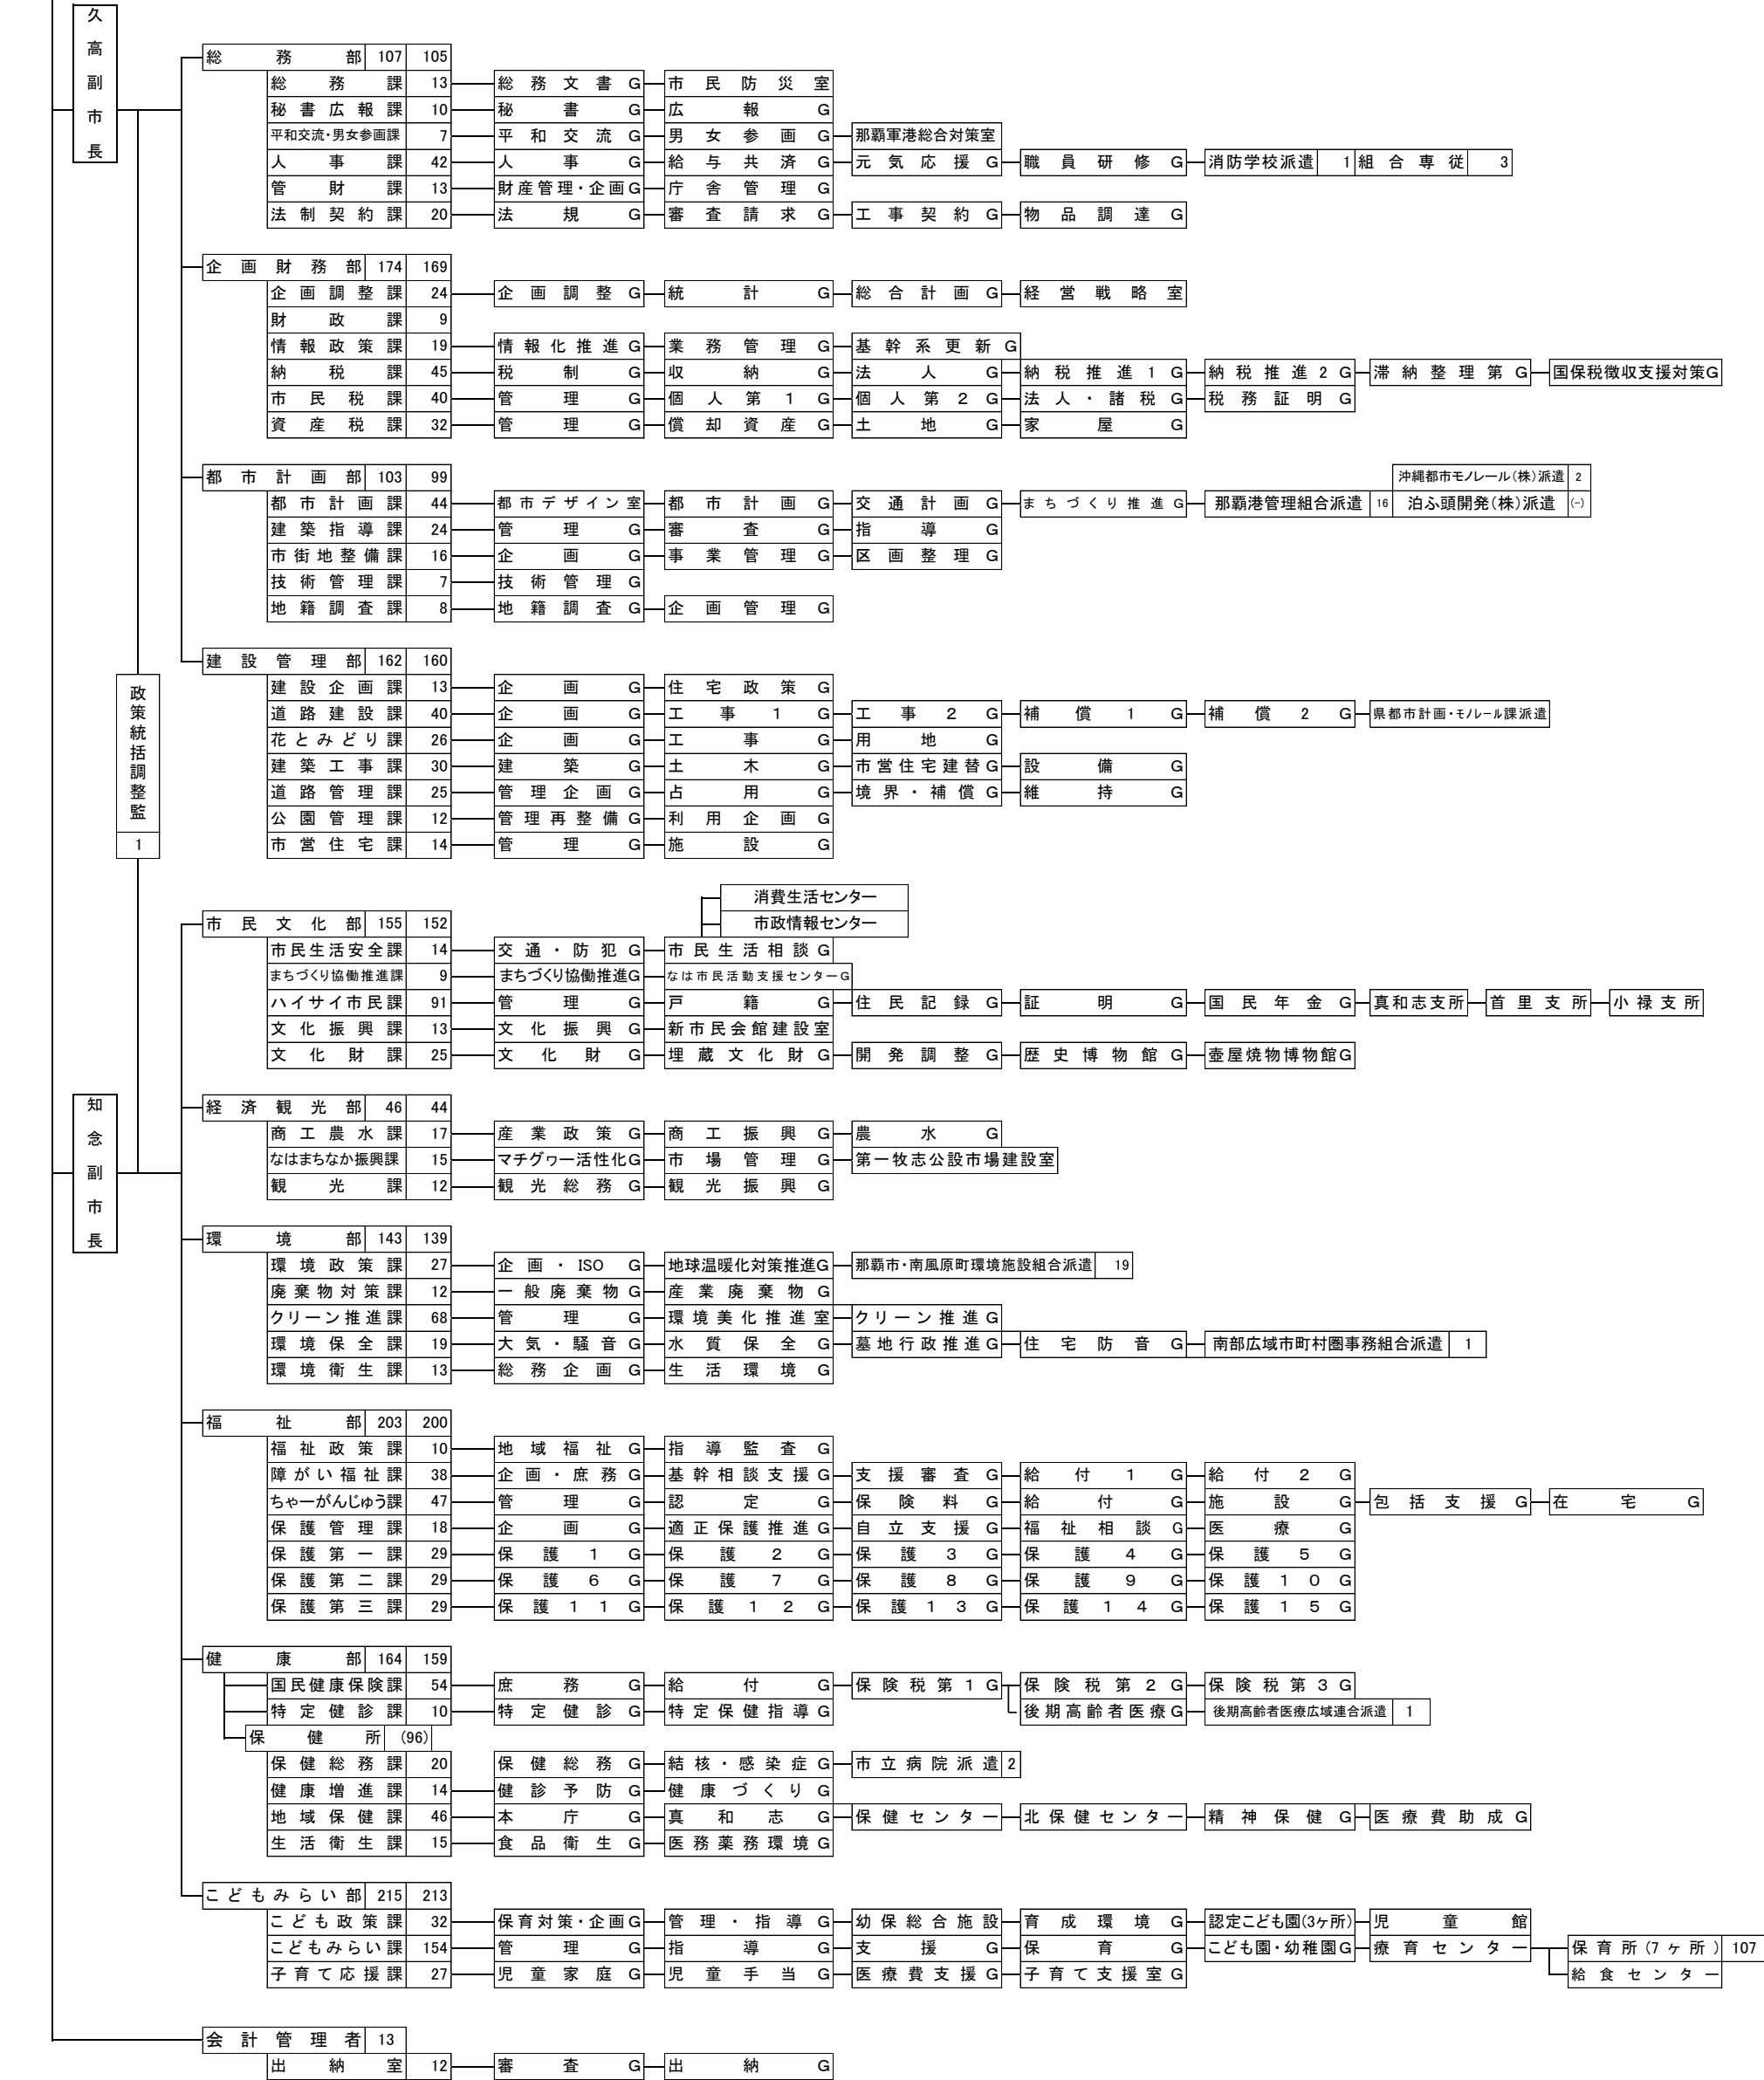 久高副市長
総務部 107 105
総務課 13 総務文書G 市民防災室
秘書広報課 10 秘書G 広報G
平和交流・男女参画課 7 平和交流G 男女参画G 那覇軍港総合対策室
人事課 42 人事G 給与共済G 元気応援G 職員研修G 消防学校派遣 1 組合専従 3
管財課 13 財産管理・企画G 庁舎管理G
法制契約課 20 法規G 審査請求G 工事契約G 物品調達G
企画財務部 174 169
企画調整課 24 企画調整G 統計G 総合計画G 経営戦略室
財政課 9
情報政策課 19 情報化推進G 業務管理G 基幹系更新G
納税課 45 税制G 収納G 法人G 納税推進1G 納税推進2G 滞納整理第G 国保税徴収支援対策G
市民税課 40 管理G 個人第1G 個人第2G 法人・諸税G 税務証明G
資産税課 32 管理G 償却資産G 土地G 家屋G
都市計画部 103 99 沖縄都市モノレール(株)派遣 2
都市計画課 44 都市デザイン室 都市計画G 交通計画G まちづくり推進G 那覇港管理組合派遣 16 泊ふ頭開発(株)派遣 (-)
建築指導課 24 管理G 審査G 指導G
市街地整備課 16 企画G 事業管理G 区画整理G
技術管理課 7 技術管理G
地籍調査課 8 地籍調査G 企画管理G
建設管理部 162 160
政策統括調整監 1
建設企画課 13 企画G 住宅政策G
道路建設課 40 企画G 工事1G 工事2G 補償1G 補償2G 県都市計画・モノレール課派遣
花とみどり課 26 企画G 工事G 用地G
建築工事課 30 建築G 土木G 市営住宅建替G 設備G
道路管理課 25 管理企画G 占用G 境界・補償G 維持G
公園管理課 12 管理再整備G 利用企画G
市営住宅課 14 管理G 施設G
消費生活センター
市民文化部 155 152 市政情報センター
市民生活安全課 14 交通・防犯G 市民生活相談G
まちづくり協働推進課 9 まちづくり協働推進G なは市民活動支援センターG
ハイサイ市民課 91 管理G 戸籍G 住民記録G 証明G 国民年金G 真和志支所 首里支所 小禄支所
文化振興課 13 文化振興G 新市民会館建設室
文化財課 25 文化財G 埋蔵文化財G 開発調整G 歴史博物館G 壺屋焼物博物館G
知念副市長
経済観光部 46 44
商工農水課 17 産業政策G 商工振興G 農水G
なはまちなか振興課 15 マチグヮー活性化G 市場管理G 第一牧志公設市場建設室
観光課 12 観光総務G 観光振興G
環境部 143 139
環境政策課 27 企画・ISO G 地球温暖化対策推進G 那覇市・南風原町環境施設組合派遣 19
廃棄物対策課 12 一般廃棄物G 産業廃棄物G
クリーン推進課 68 管理G 環境美化推進室 クリーン推進G
環境保全課 19 大気・騒音G 水質保全G 墓地行政推進G 住宅防音G 南部広域市町村圏事務組合派遣 1
環境衛生課 13 総務企画G 生活環境G
福祉部 203 200
福祉政策課 10 地域福祉G 指導監査G
障がい福祉課 38 企画・庶務G 基幹相談支援G 支援審査G 給付1G 給付2G
ちゃーがんじゅう課 47 管理G 認定G 保険料G 給付G 施設G 包括支援G 在宅G
保護管理課 18 企画G 適正保護推進G 自立支援G 福祉相談G 医療G
保護第一課 29 保護1G 保護2G 保護3G 保護4G 保護5G
保護第二課 29 保護6G 保護7G 保護8G 保護9G 保護10G
保護第三課 29 保護11G 保護12G 保護13G 保護14G 保護15G
健康部 164 159
国民健康保険課 54 庶務G 給付G 保険税第1G 保険税第2G 保険税第3G
特定健診課 10 特定健診G 特定保健指導G 後期高齢者医療G 後期高齢者医療広域連合派遣 1
保健所 (96)
保健総務課 20 保健総務G 結核・感染症G 市立病院派遣 2
健康増進課 14 健診予防G 健康づくりG
地域保健課 46 本庁G 真和志G 保健センター 北保健センター 精神保健G 医療費助成G
生活衛生課 15 食品衛生G 医務薬務環境G
こどもみらい部 215 213
こども政策課 32 保育対策・企画G 管理・指導G 幼保総合施設 育成環境G 認定こども園(3ヶ所) 児童館
こどもみらい課 154 管理G 指導G 支援G 保育G こども園・幼稚園G 療育センター 保育所(7ヶ所) 107
子育て応援課 27 児童家庭G 児童手当G 医療費支援G 子育て支援室G 給食センター
会計管理者 13
出納室 12 審査G 出納G